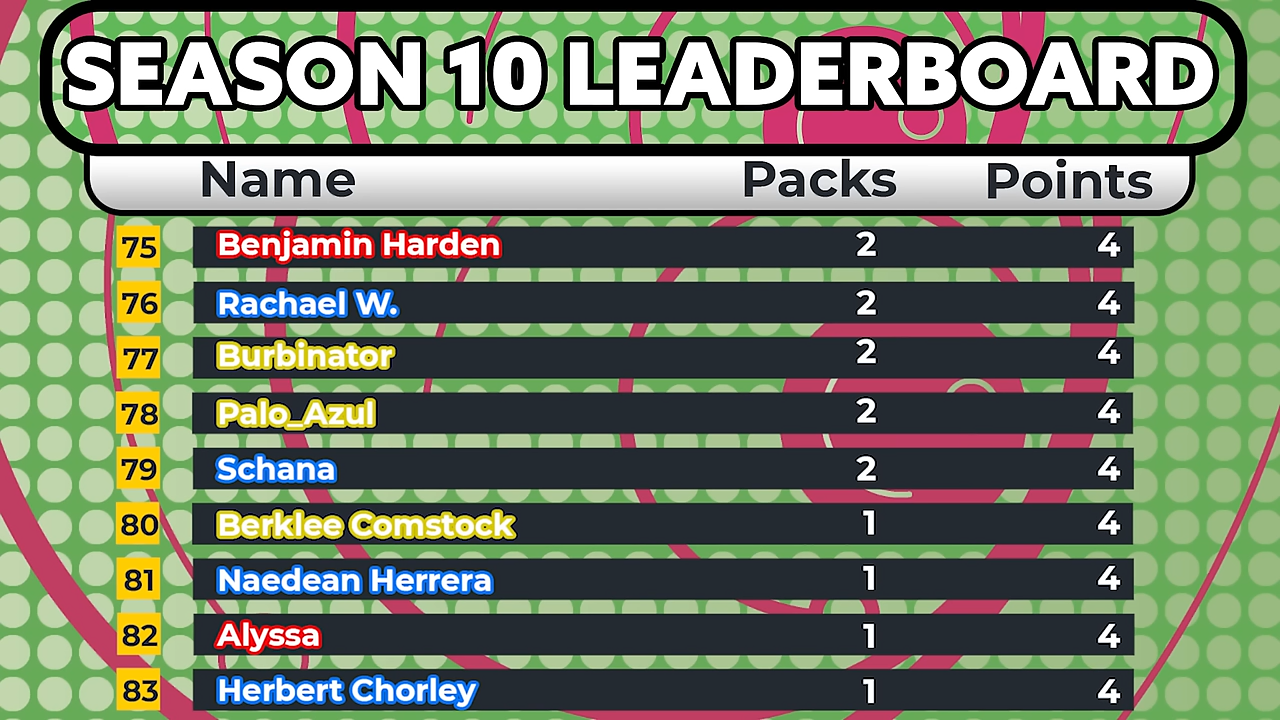 SEASON 10 LEADERBOARD
Name Packs Points
75 Benjamin Harden 2 4
76 Rachael W. 2 4
77 Burbinator 2 4
78 Palo_Azul 2 4
79 Schana 2 4
80 Berklee Comstock 1 4
81 Naedean Herrera 1 4
82 Alyssa 1 4
83 Herbert Chorley 1 4